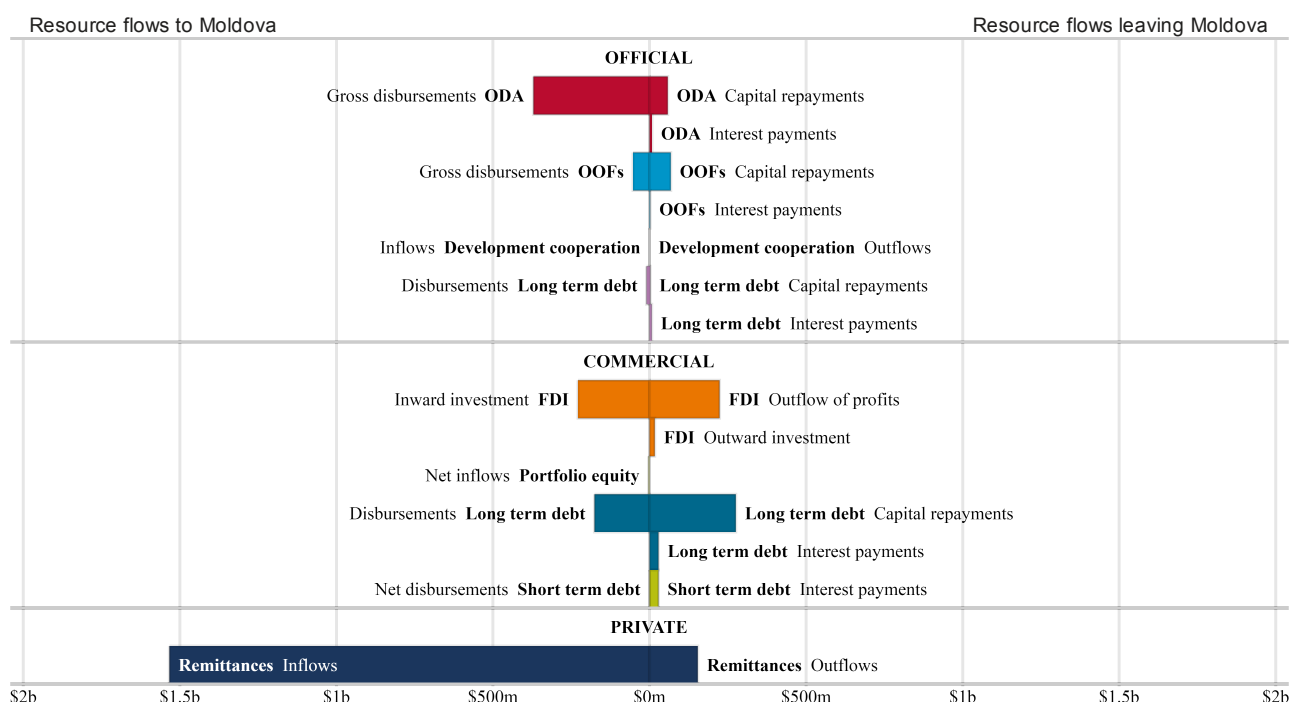 Resource flows to Moldova Resource flows leaving Moldova
OFFICIAL
Gross disbursements ODA ODA Capital repayments
ODA Interest payments
Gross disbursements OOFs OOFs Capital repayments
OOFs Interest payments
Inflows Development cooperation Development cooperation Outflows
Disbursements Long term debt Long term debt Capital repayments
Long term debt Interest payments
COMMERCIAL
Inward investment FDI FDI Outflow of profits
FDI Outward investment
Net inflows Portfolio equity
Disbursements Long term debt Long term debt Capital repayments
Long term debt Interest payments
Net disbursements Short term debt Short term debt Interest payments
PRIVATE
Remittances Inflows Remittances Outflows
$2b $1.5b $1b $500m $0m $500m $1b $1.5b $2b